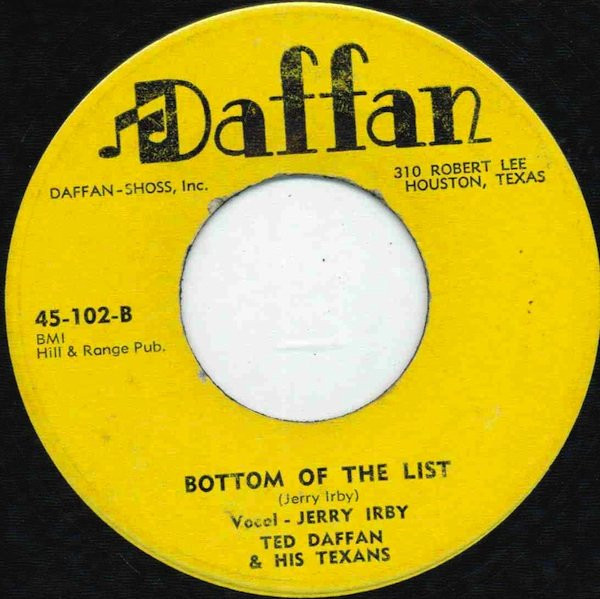 Daffan
DAFFAN-SHOSS, Inc.
310 ROBERT LEE
HOUSTON, TEXAS
45-102-B
BMI
Hill & Range Pub.
BOTTOM OF THE LIST
(Jerry Irby)
Vocal - JERRY IRBY
TED DAFFAN
& HIS TEXANS